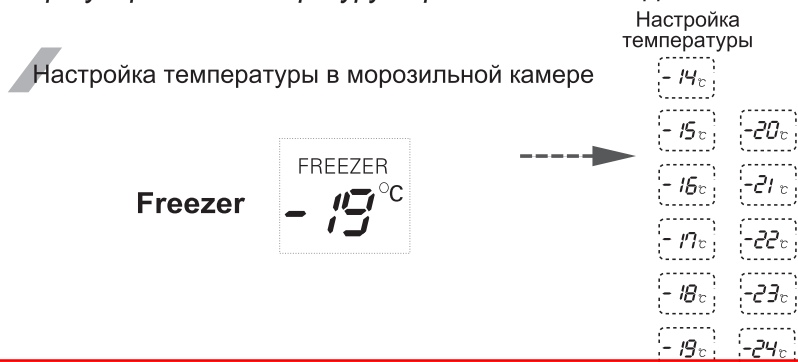 Настройка
температуры
Настройка температуры в морозильной камере
Freezer
FREEZER
- 19 °C
- 14 °C
- 15 °C -20 °C
- 16 °C -21 °C
- 17 °C -22 °C
- 18 °C -23 °C
- 19 °C -24 °C